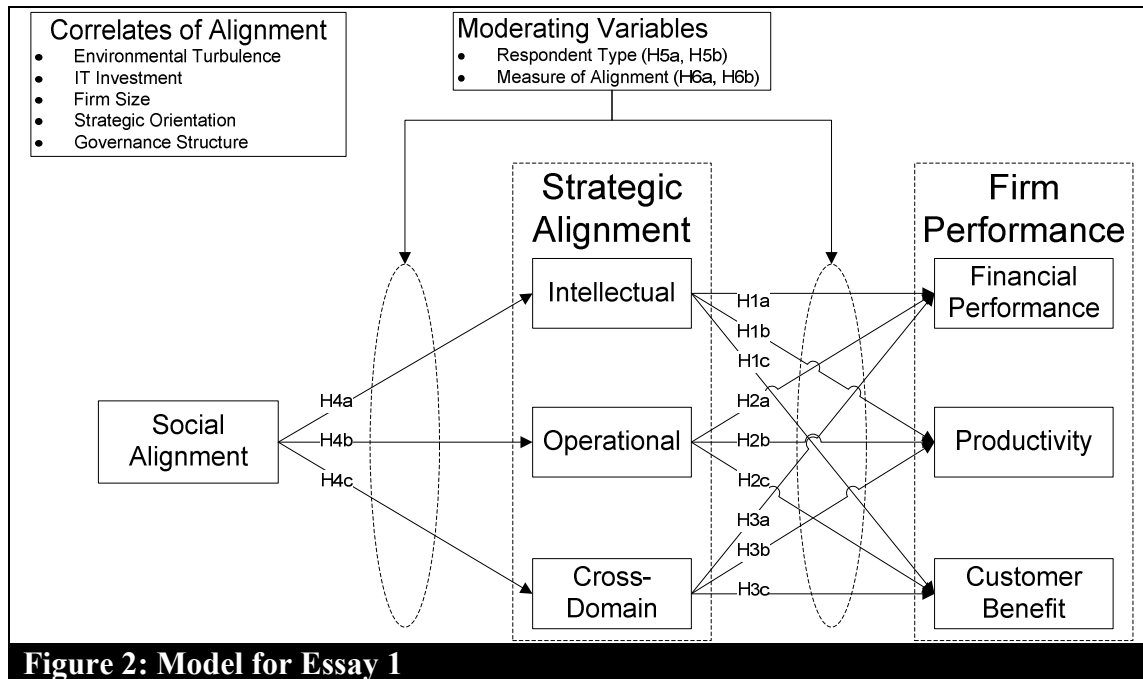 Correlates of Alignment
• Environmental Turbulence
• IT Investment
• Firm Size
• Strategic Orientation
• Governance Structure
Moderating Variables
• Respondent Type (H5a, H5b)
• Measure of Alignment (H6a, H6b)
Strategic
Alignment
Firm
Performance
Intellectual
Financial
Performance
H1a
H1b
H1c
H4a
H4b
H4c
Social
Alignment
Operational
H2a
H2b
H2c
Productivity
H3a
H3b
H3c
Cross-
Domain
Customer
Benefit
Figure 2: Model for Essay 1